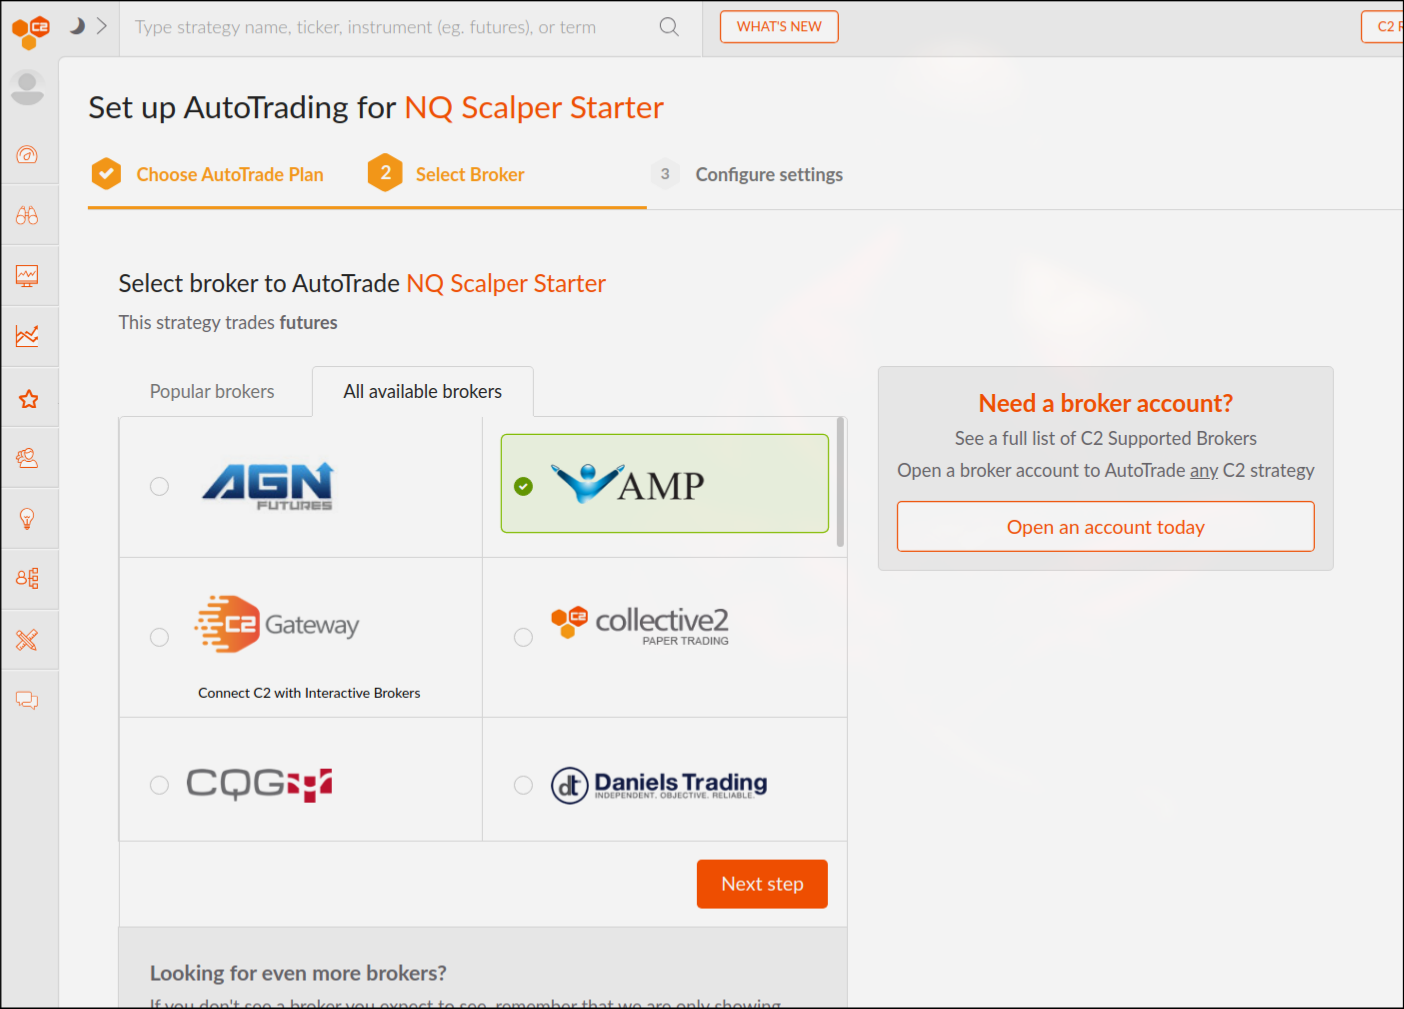 C2
Type strategy name, ticker, instrument (eg. futures), or term
WHAT'S NEW
C2
Set up AutoTrading for NQ Scalper Starter
Choose AutoTrade Plan
2
Select Broker
3
Configure settings
Select broker to AutoTrade NQ Scalper Starter
This strategy trades futures
Popular brokers
All available brokers
Need a broker account?
See a full list of C2 Supported Brokers
Open a broker account to AutoTrade any C2 strategy
Open an account today
AGN
FUTURES
AMP
C2 Gateway
Connect C2 with Interactive Brokers
C2
collective2
PAPER TRADING
CQG
dt Daniels Trading
INDEPENDENT. OBJECTIVE. RELIABLE.
Next step
Looking for even more brokers?
If you don't see a broker you expect to see, remember that we are only showing